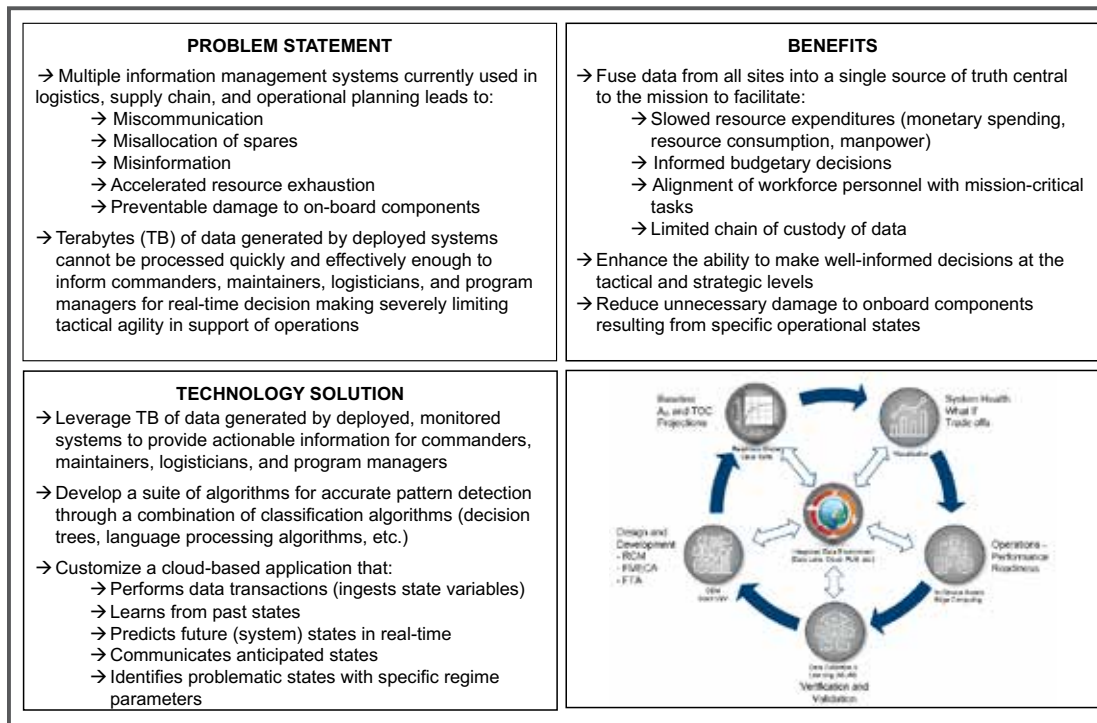 PROBLEM STATEMENT
→ Multiple information management systems currently used in
logistics, supply chain, and operational planning leads to:
→ Miscommunication
→ Misallocation of spares
→ Misinformation
→ Accelerated resource exhaustion
→ Preventable damage to on-board components
→ Terabytes (TB) of data generated by deployed systems
cannot be processed quickly and effectively enough to
inform commanders, maintainers, logisticians, and program
managers for real-time decision making severely limiting
tactical agility in support of operations
BENEFITS
→ Fuse data from all sites into a single source of truth central
to the mission to facilitate:
→ Slowed resource expenditures (monetary spending,
resource consumption, manpower)
→ Informed budgetary decisions
→ Alignment of workforce personnel with mission-critical
tasks
→ Limited chain of custody of data
→ Enhance the ability to make well-informed decisions at the
tactical and strategic levels
→ Reduce unnecessary damage to onboard components
resulting from specific operational states
TECHNOLOGY SOLUTION
→ Leverage TB of data generated by deployed, monitored
systems to provide actionable information for commanders,
maintainers, logisticians, and program managers
→ Develop a suite of algorithms for accurate pattern detection
through a combination of classification algorithms (decision
trees, language processing algorithms, etc.)
→ Customize a cloud-based application that:
→ Performs data transactions (ingests state variables)
→ Learns from past states
→ Predicts future (system) states in real-time
→ Communicates anticipated states
→ Identifies problematic states with specific regime
parameters
Baseline
and TOC
Projections
System Health
What If
Trade offs
Visualization
Design and
Development
- RCM
- FMECA
- FTA
Integrated Data Environment
Operations -
Performance
Readiness
Edge Computing
Verification and
Validation